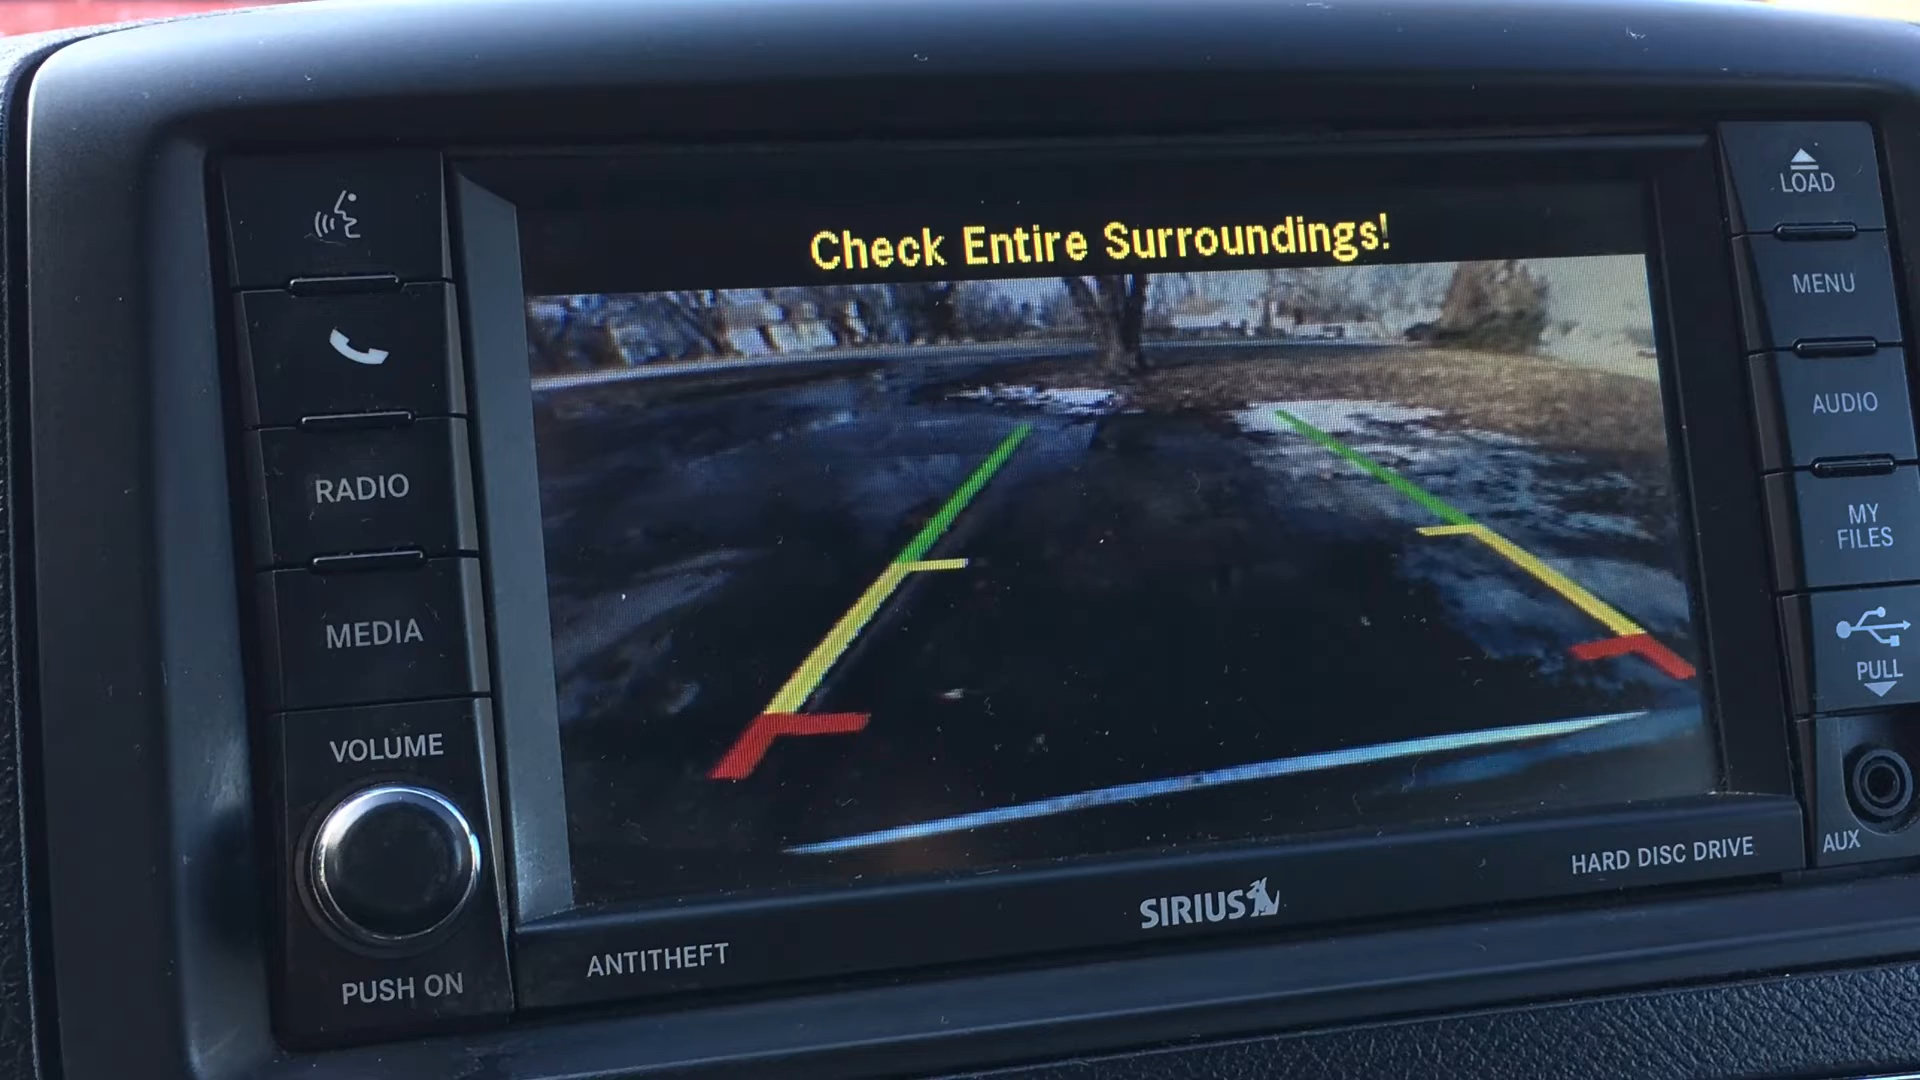 Check Entire Surroundings!
RADIO
MEDIA
VOLUME
PUSH ON
LOAD
MENU
AUDIO
MY
FILES
PULL
AUX
ANTITHEFT
SIRIUS
HARD DISC DRIVE